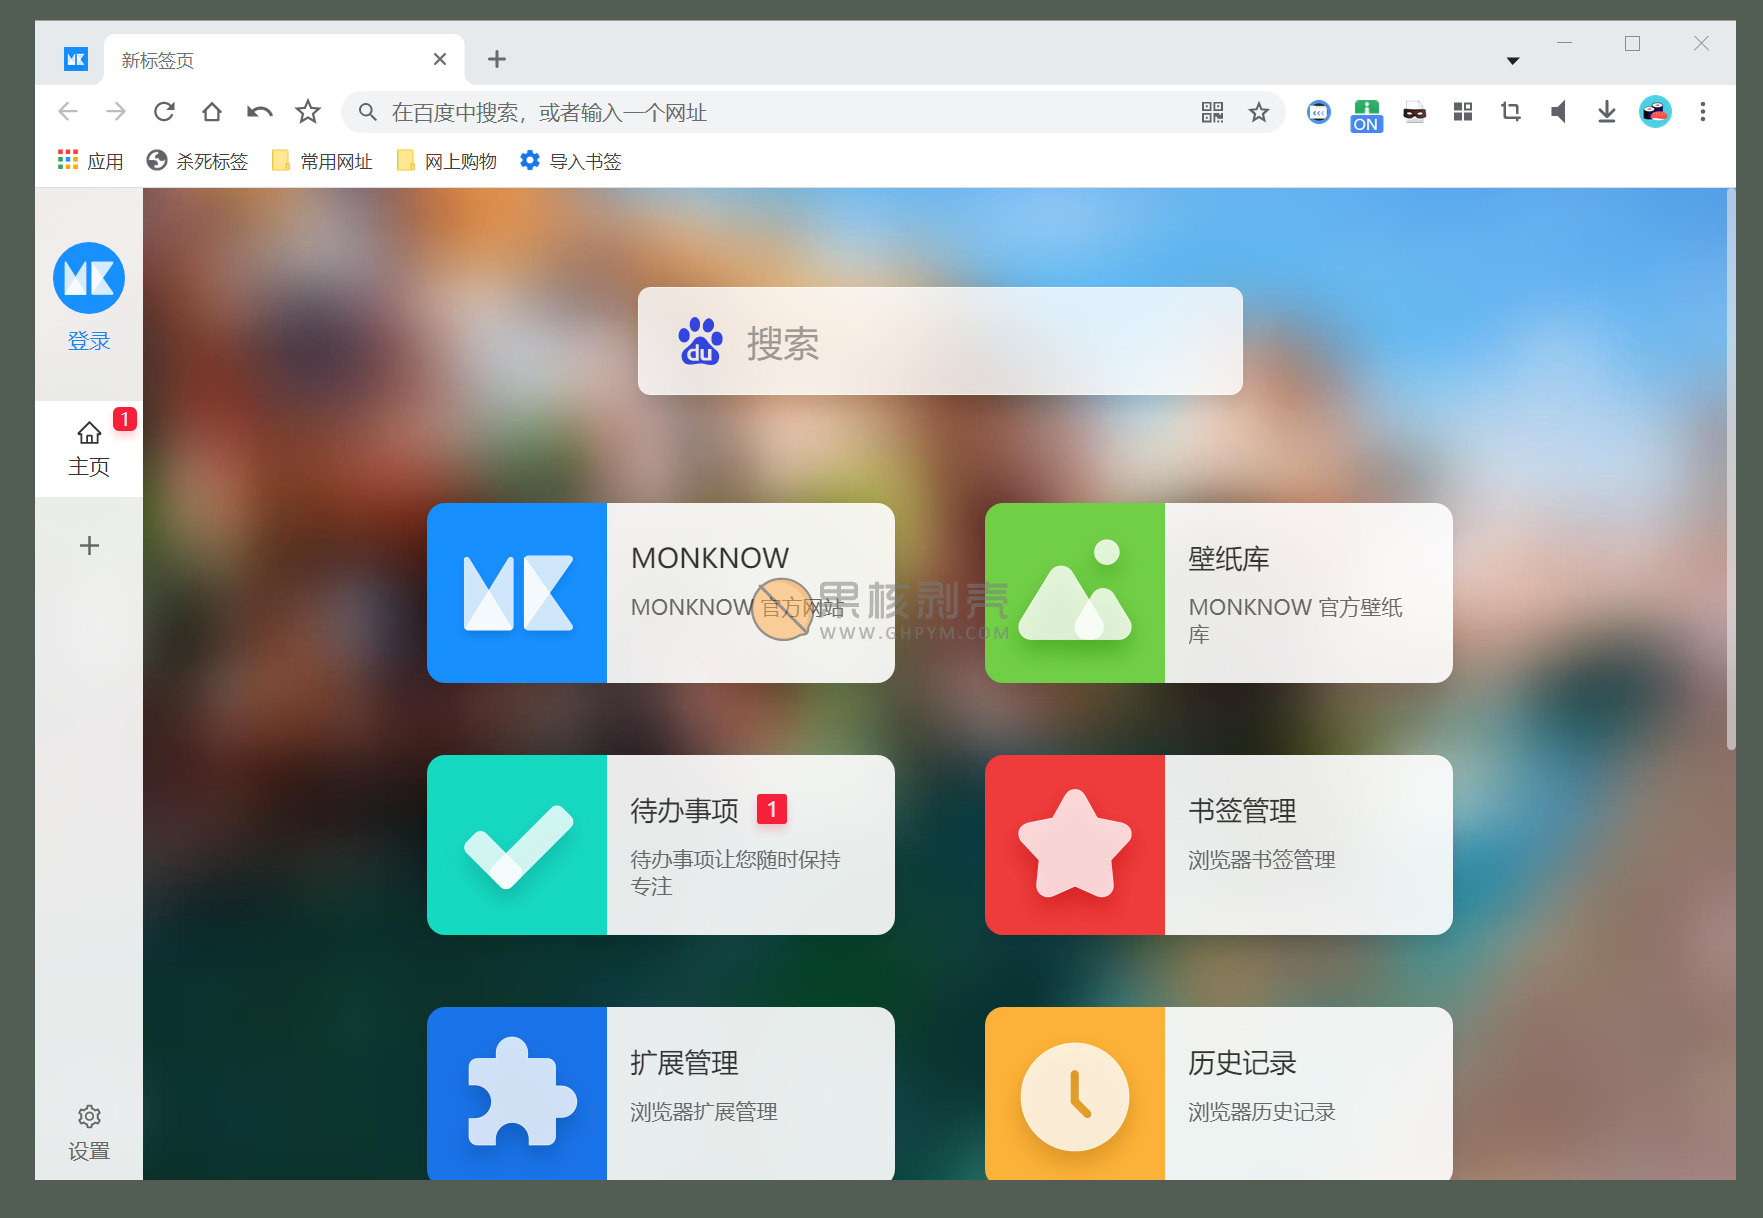 新标签页
在百度中搜索，或者输入一个网址
ON
应用 杀死标签 常用网址 网上购物 导入书签
登录
1
主页
设置
du 搜索
MONKNOW
MONKNOW 官方网站
壁纸库
MONKNOW 官方壁纸
库
果核剥壳
WWW.GHPYM.COM
待办事项 1
待办事项让您随时保持
专注
书签管理
浏览器书签管理
扩展管理
浏览器扩展管理
历史记录
浏览器历史记录